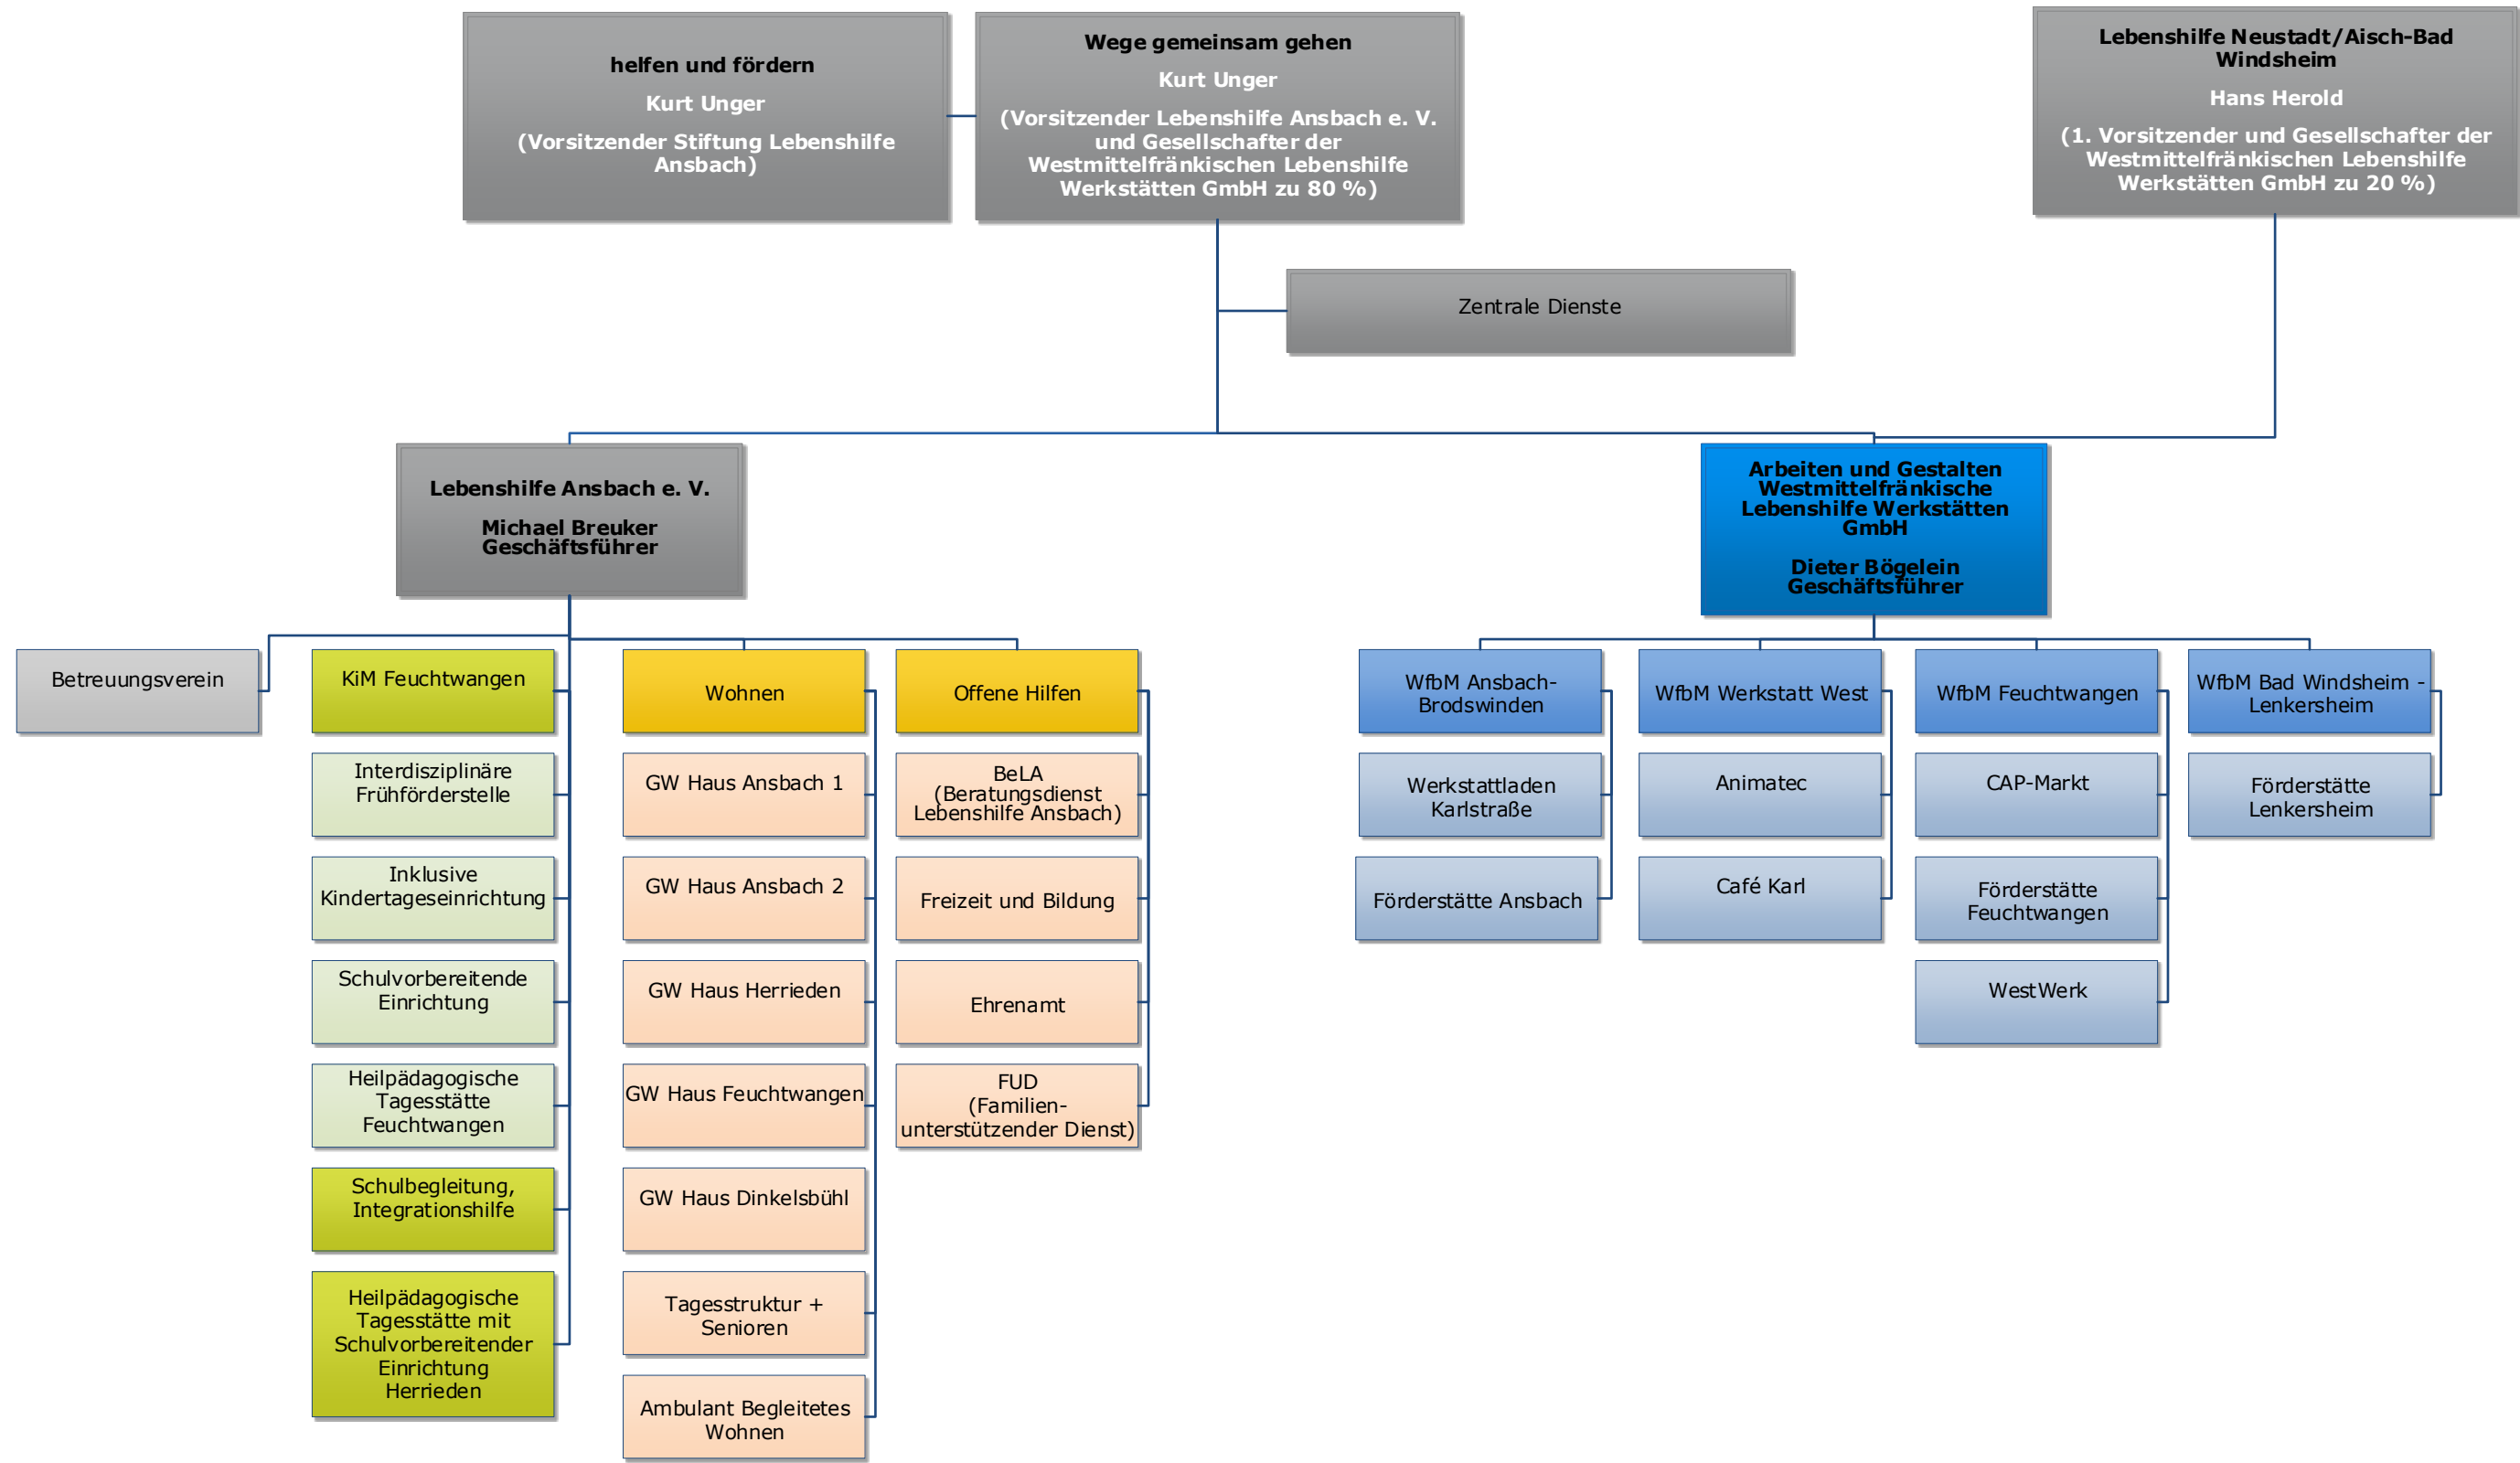 helfen und fördern
Kurt Unger
(Vorsitzender Stiftung Lebenshilfe
Ansbach)
Wege gemeinsam gehen
Kurt Unger
(Vorsitzender Lebenshilfe Ansbach e. V.
und Gesellschafter der
Westmittelfränkischen Lebenshilfe
Werkstätten GmbH zu 80 %)
Lebenshilfe Neustadt/Aisch-Bad
Windsheim
Hans Herold
(1. Vorsitzender und Gesellschafter der
Westmittelfränkischen Lebenshilfe
Werkstätten GmbH zu 20 %)
Zentrale Dienste
Lebenshilfe Ansbach e. V.
Michael Breuker
Geschäftsführer
Arbeiten und Gestalten
Westmittelfränkische
Lebenshilfe Werkstätten
GmbH
Dieter Bögelein
Geschäftsführer
Betreuungsverein
KiM Feuchtwangen
Interdisziplinäre
Frühförderstelle
Inklusive
Kindertageseinrichtung
Schulvorbereitende
Einrichtung
Heilpädagogische
Tagesstätte
Feuchtwangen
Schulbegleitung,
Integrationshilfe
Heilpädagogische
Tagesstätte mit
Schulvorbereitender
Einrichtung
Herrieden
Wohnen
GW Haus Ansbach 1
GW Haus Ansbach 2
GW Haus Herrieden
GW Haus Feuchtwangen
GW Haus Dinkelsbühl
Tagesstruktur +
Senioren
Ambulant Begleitetes
Wohnen
Offene Hilfen
BeLA
(Beratungsdienst
Lebenshilfe Ansbach)
Freizeit und Bildung
Ehrenamt
FUD
(Familien-
unterstützender Dienst)
WfbM Ansbach-
Brodswinden
Werkstattladen
Karlstraße
Förderstätte Ansbach
WfbM Werkstatt West
Animatec
Café Karl
WfbM Feuchtwangen
CAP-Markt
Förderstätte
Feuchtwangen
WestWerk
WfbM Bad Windsheim -
Lenkersheim
Förderstätte
Lenkersheim